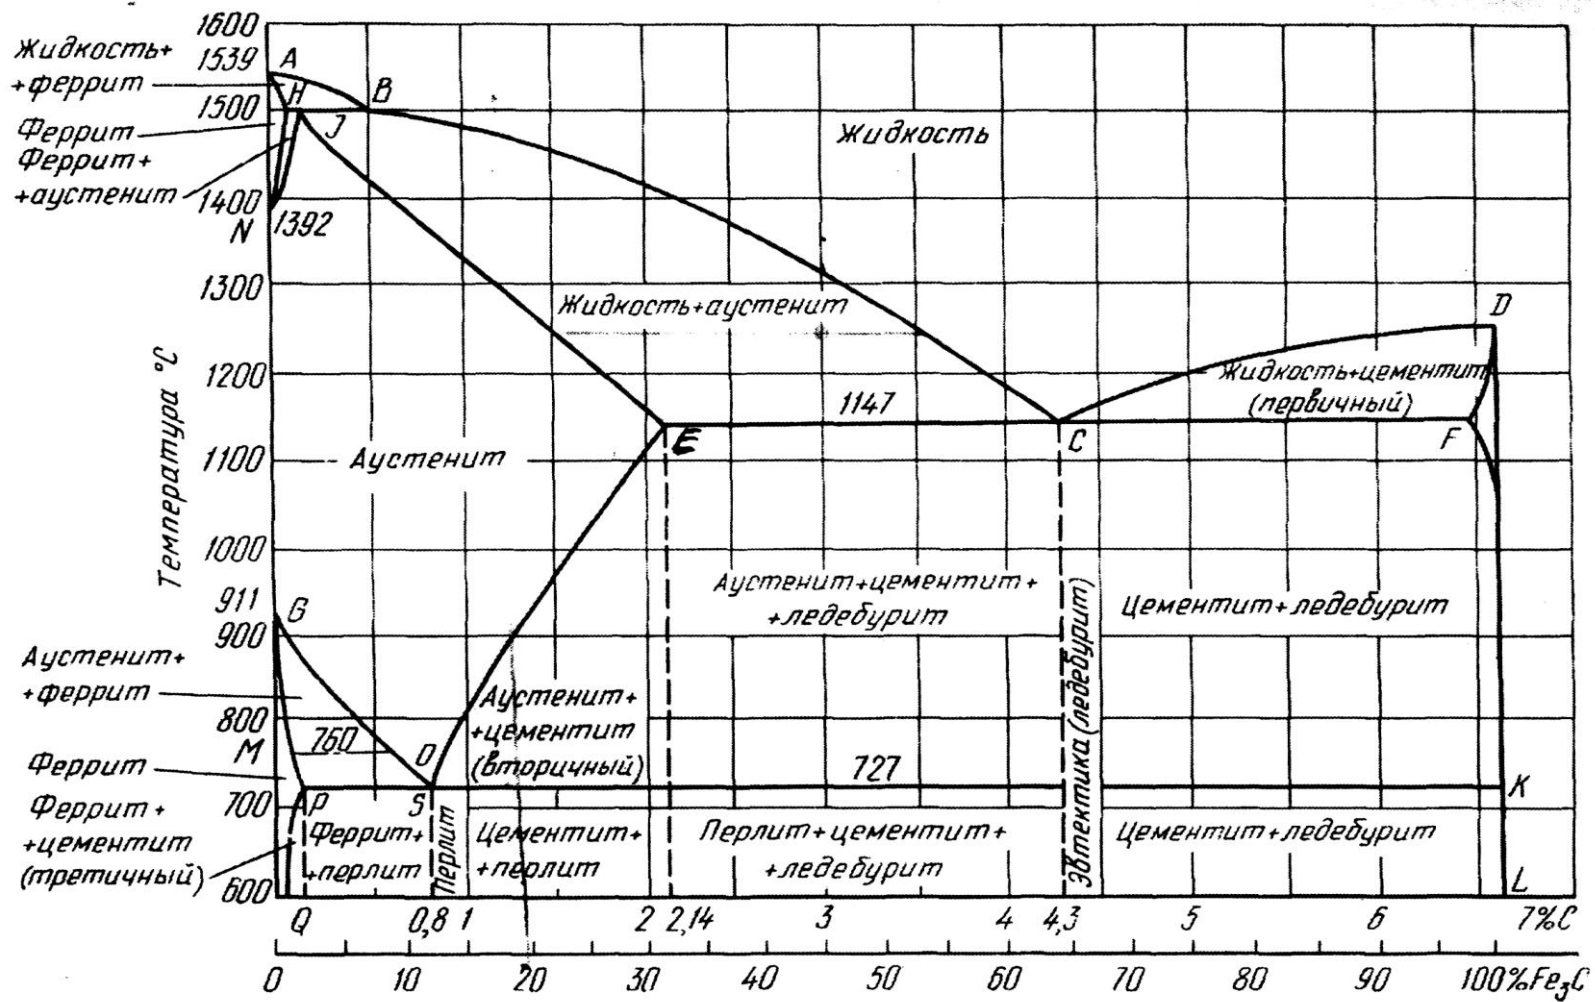 1600
Жидкость+
+феррит
1539
A
H
B
1500
J
Феррит
Феррит+
+аустенит
Жидкость
1400
N
1392
1300
Жидкость+аустенит
D
Температура °C
1200
Жидкость+цементит
(первичный)
1147
E
C
F
1100
Аустенит
1000
Аустенит+цементит+
+ледебурит
Цементит+ледебурит
911
G
900
Аустенит+
+феррит
Аустенит+
+цементит
(вторичный)
Эвтектика (ледебурит)
800
M
760
O
727
Феррит
P
S
K
700
Феррит+
+цементит
(третичный)
Феррит+
+перлит
Перлит
Цементит+
+перлит
Перлит+цементит+
+ледебурит
Цементит+ледебурит
600
L
Q 0,8 1 2 2,14 3 4 4,3 5 6 7%C
0 10 20 30 40 50 60 70 80 90 100%Fe3C